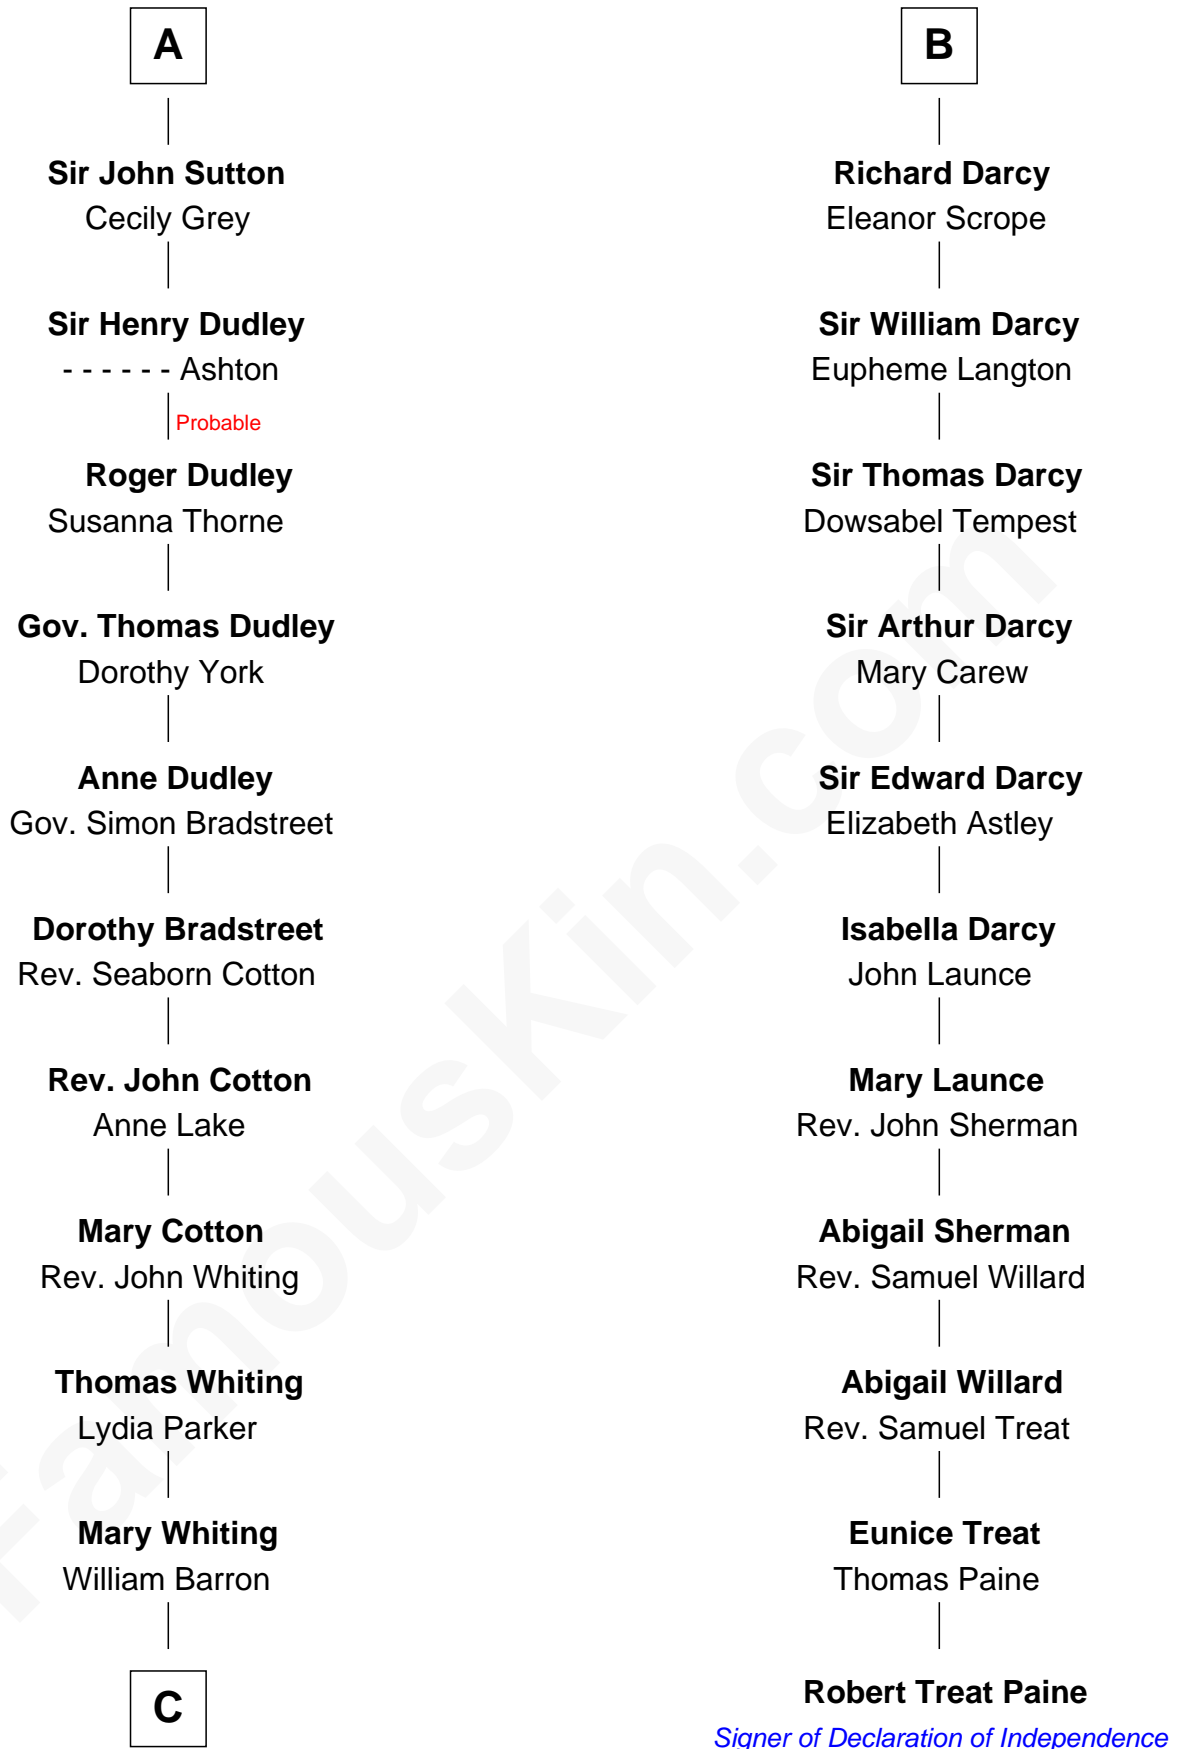 A
Sir John Sutton
Cecily Grey
Sir Henry Dudley
- - - - - - Ashton
Probable
Roger Dudley
Susanna Thorne
Gov. Thomas Dudley
Dorothy York
Anne Dudley
Gov. Simon Bradstreet
Dorothy Bradstreet
Rev. Seaborn Cotton
Rev. John Cotton
Anne Lake
Mary Cotton
Rev. John Whiting
Thomas Whiting
Lydia Parker
Mary Whiting
William Barron
C
B
Richard Darcy
Eleanor Scrope
Sir William Darcy
Eupheme Langton
Sir Thomas Darcy
Dowsabel Tempest
Sir Arthur Darcy
Mary Carew
Sir Edward Darcy
Elizabeth Astley
Isabella Darcy
John Launce
Mary Launce
Rev. John Sherman
Abigail Sherman
Rev. Samuel Willard
Abigail Willard
Rev. Samuel Treat
Eunice Treat
Thomas Paine
Robert Treat Paine
Signer of Declaration of Independence
FamousKin.com